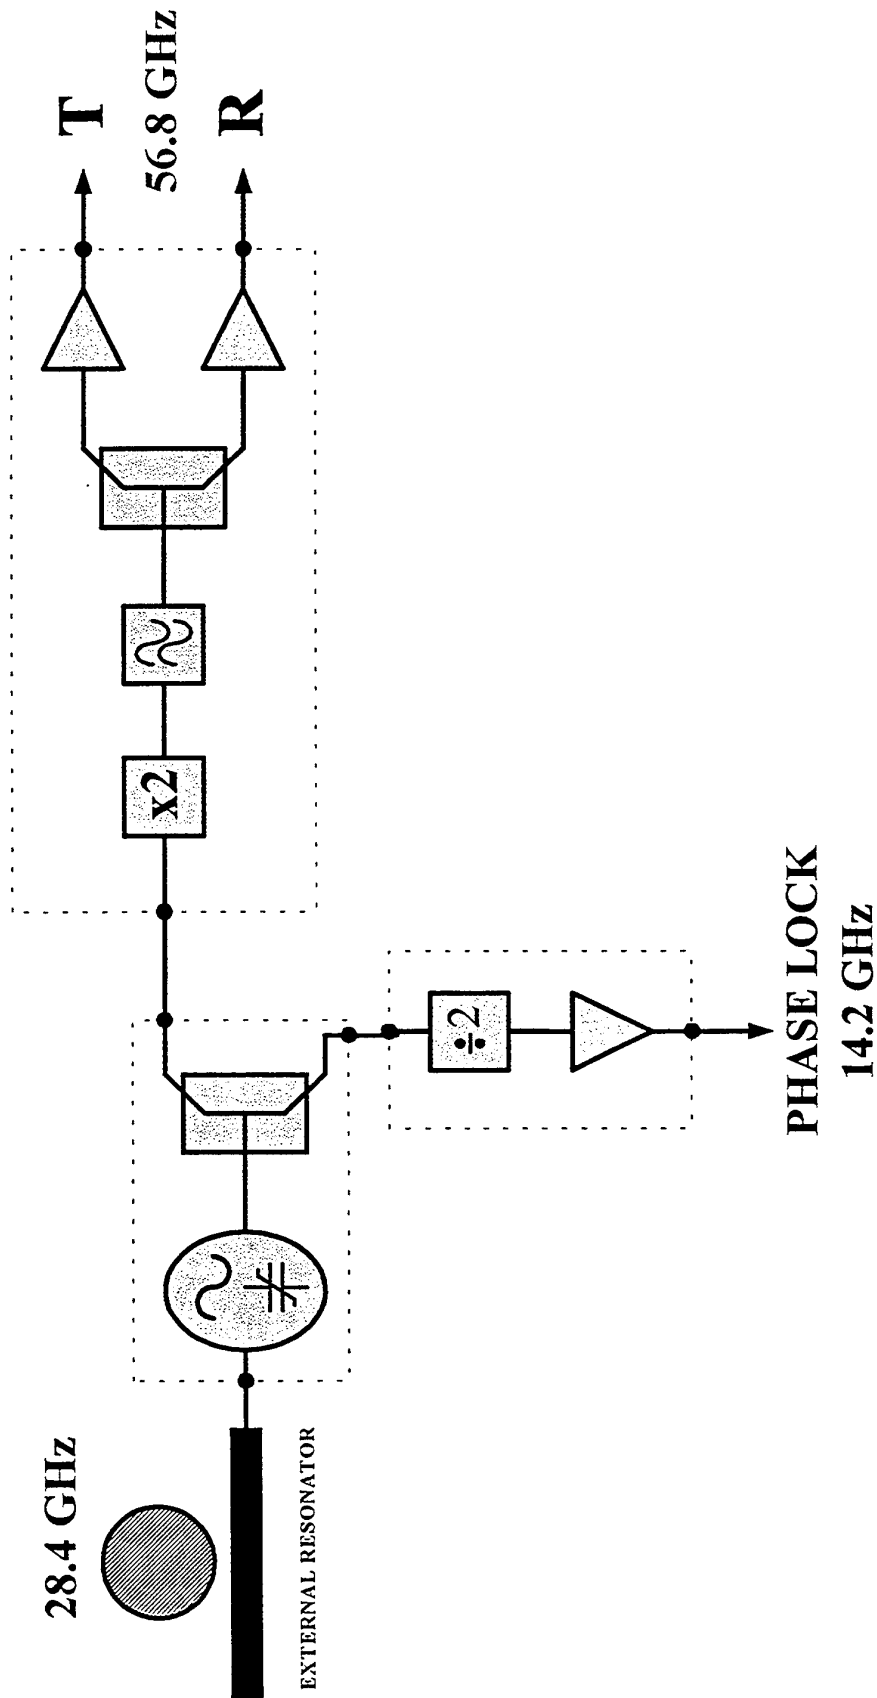 28.4 GHz
EXTERNAL RESONATOR
x2
÷2
PHASE LOCK
14.2 GHz
T
56.8 GHz
R